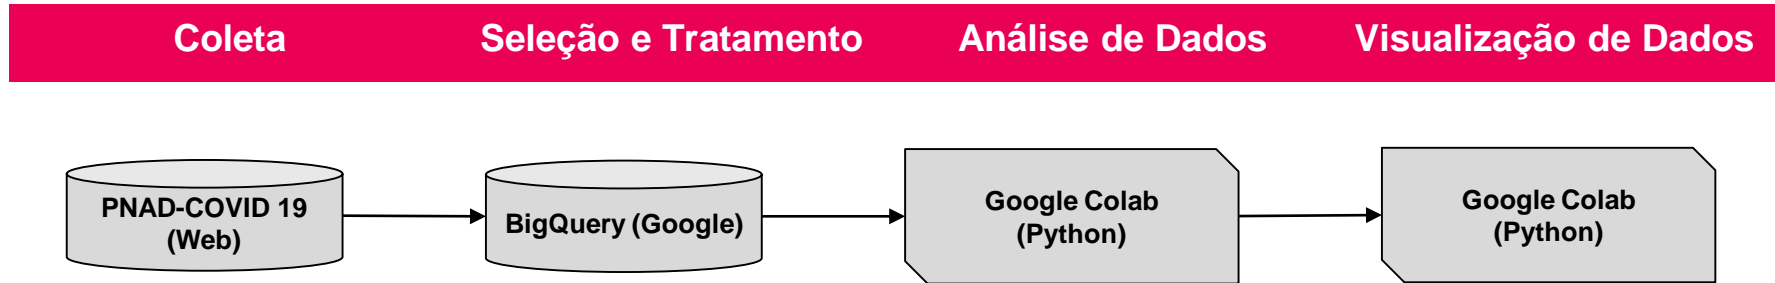 Coleta
Seleção e Tratamento
Análise de Dados
Visualização de Dados
PNAD-COVID 19
(Web)
BigQuery (Google)
Google Colab
(Python)
Google Colab
(Python)